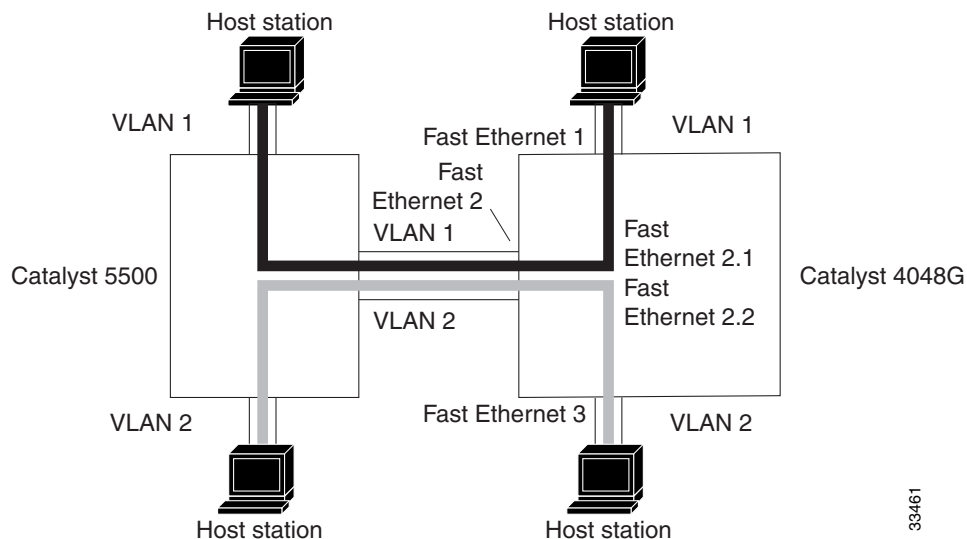 Host station
Host station
VLAN 1
Fast Ethernet 1
VLAN 1
Fast
Ethernet 2
VLAN 1
Fast
Ethernet 2.1
Catalyst 5500
Catalyst 4048G
Fast
Ethernet 2.2
VLAN 2
VLAN 2
Fast Ethernet 3
VLAN 2
Host station
Host station
33461